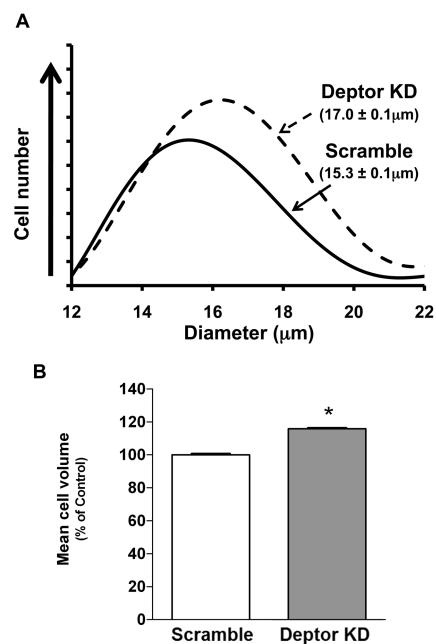 A
Cell number
Deptor KD
(17.0 ± 0.1μm)
Scramble
(15.3 ± 0.1μm)
12 14 16 18 20 22
Diameter (μm)
B
Mean cell volume
(% of Control)
140
120
100
80
60
40
20
0
*
Scramble Deptor KD